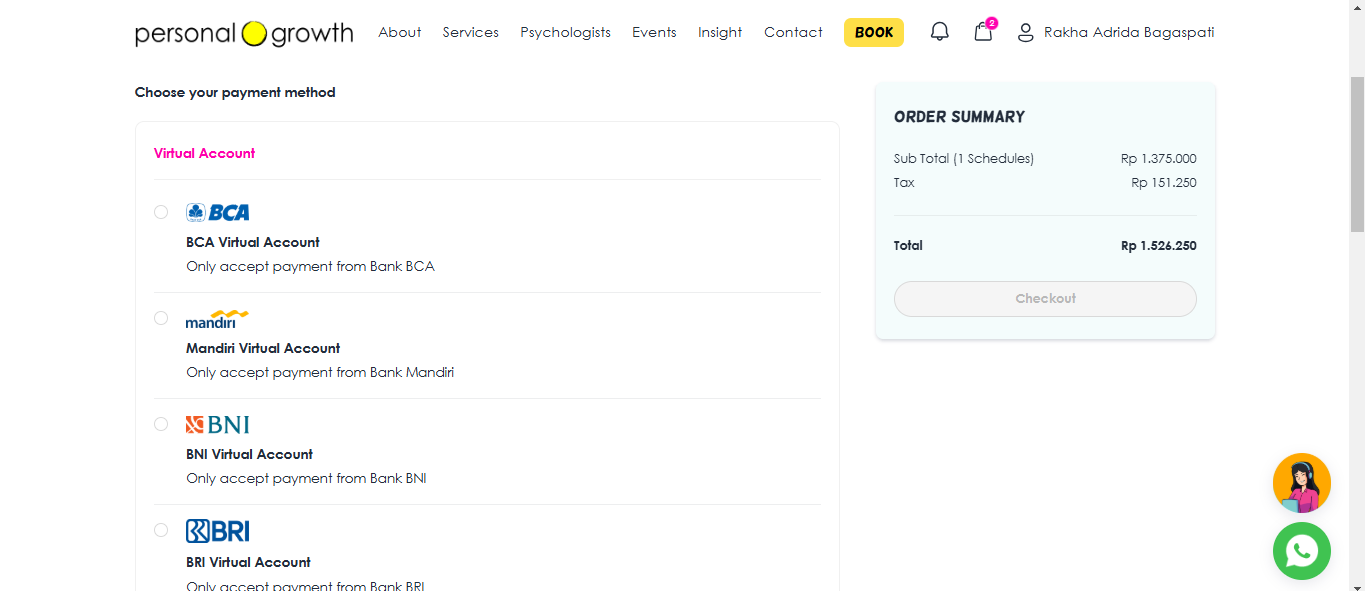 personal growth
About Services Psychologists Events Insight Contact BOOK 2 Rakha Adrida Bagaspati
Choose your payment method
Virtual Account
BCA
BCA Virtual Account
Only accept payment from Bank BCA
mandiri
Mandiri Virtual Account
Only accept payment from Bank Mandiri
BNI
BNI Virtual Account
Only accept payment from Bank BNI
BRI
BRI Virtual Account
Only accept payment from Bank BRI
ORDER SUMMARY
Sub Total (1 Schedules) Rp 1.375.000
Tax Rp 151.250
Total Rp 1.526.250
Checkout